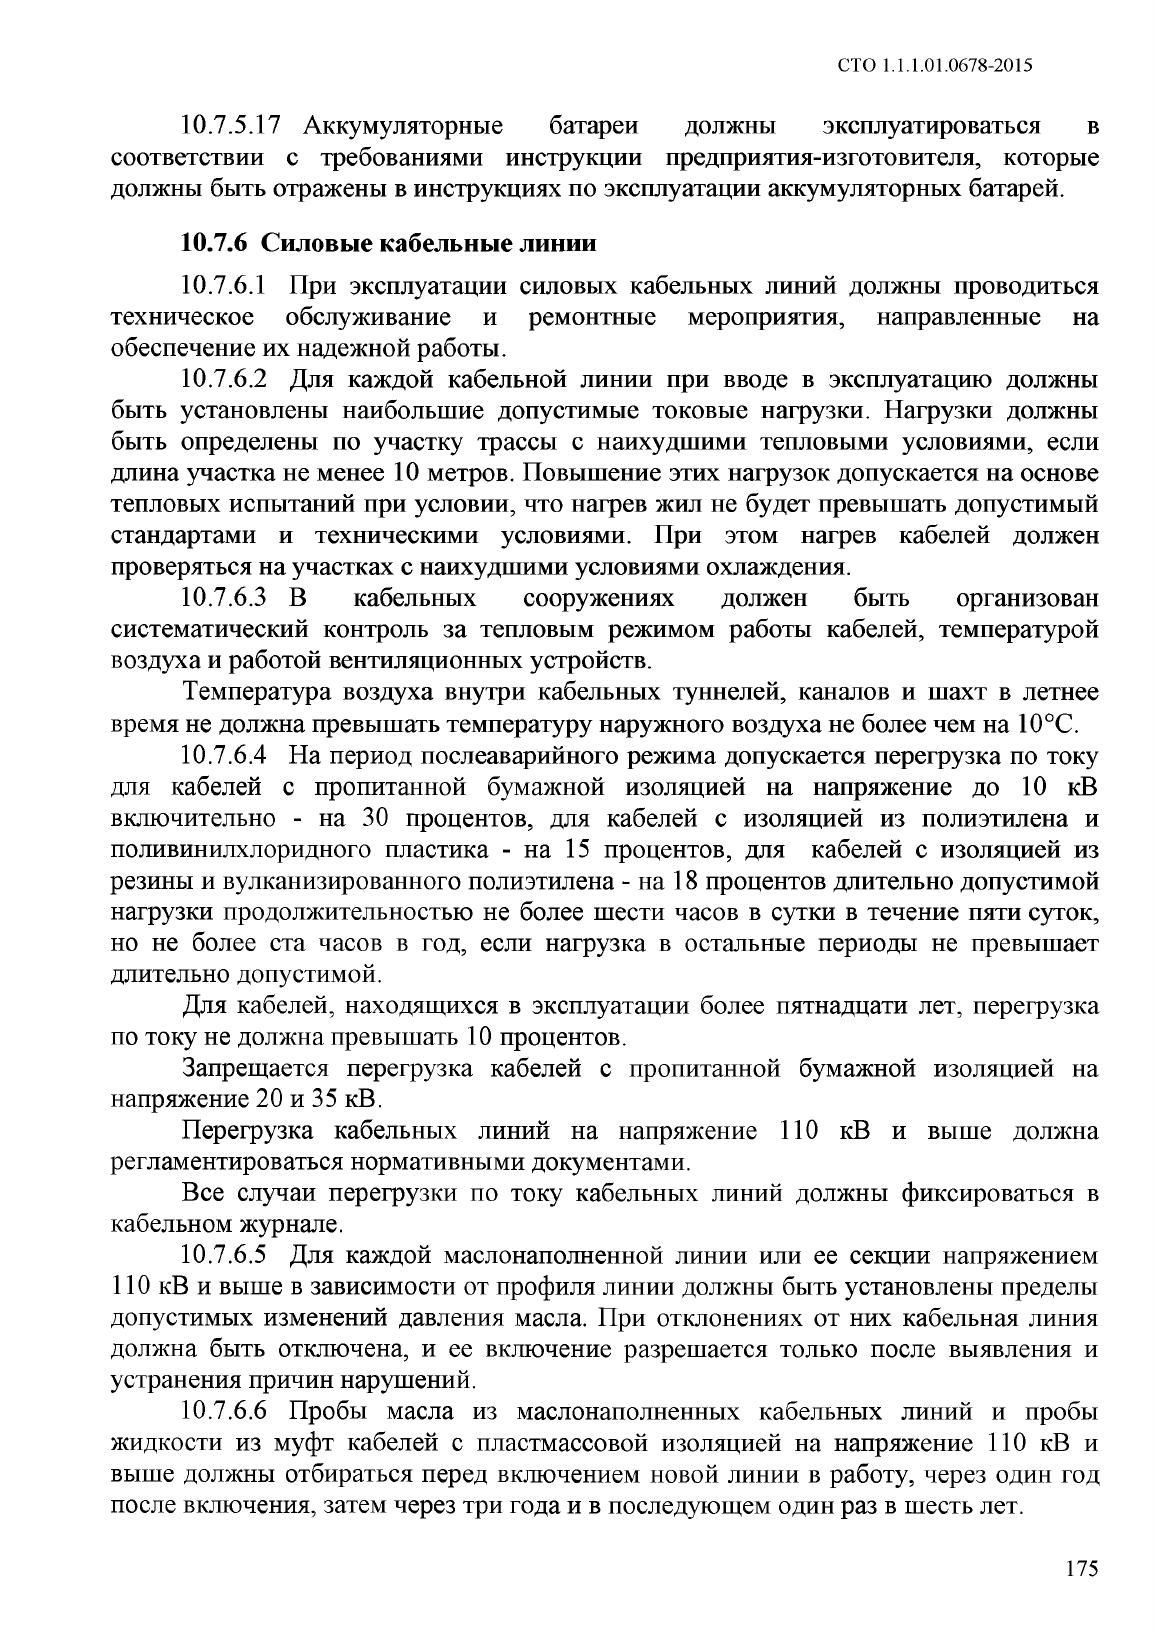 СТО 1.1.1.01.0678-2015
10.7.5.17 Аккумуляторные батареи должны эксплуатироваться в
соответствии с требованиями инструкции предприятия-изготовителя, которые
должны быть отражены в инструкциях по эксплуатации аккумуляторных батарей.
10.7.6 Силовые кабельные линии
10.7.6.1 При эксплуатации силовых кабельных линий должны проводиться
техническое обслуживание и ремонтные мероприятия, направленные на
обеспечение их надежной работы.
10.7.6.2 Для каждой кабельной линии при вводе в эксплуатацию должны
быть установлены наибольшие допустимые токовые нагрузки. Нагрузки должны
быть определены по участку трассы с наихудшими тепловыми условиями, если
длина участка не менее 10 метров. Повышение этих нагрузок допускается на основе
тепловых испытаний при условии, что нагрев жил не будет превышать допустимый
стандартами и техническими условиями. При этом нагрев кабелей должен
проверяться на участках с наихудшими условиями охлаждения.
10.7.6.3 В кабельных сооружениях должен быть организован
систематический контроль за тепловым режимом работы кабелей, температурой
воздуха и работой вентиляционных устройств.
Температура воздуха внутри кабельных туннелей, каналов и шахт в летнее
время не должна превышать температуру наружного воздуха не более чем на 10°С.
10.7.6.4 На период послеаварийного режима допускается перегрузка по току
для кабелей с пропитанной бумажной изоляцией на напряжение до 10 кВ
включительно - на 30 процентов, для кабелей с изоляцией из полиэтилена и
поливинилхлоридного пластика - на 15 процентов, для кабелей с изоляцией из
резины и вулканизированного полиэтилена - на 18 процентов длительно допустимой
нагрузки продолжительностью не более шести часов в сутки в течение пяти суток,
но не более ста часов в год, если нагрузка в остальные периоды не превышает
длительно допустимой.
Для кабелей, находящихся в эксплуатации более пятнадцати лет, перегрузка
по току не должна превышать 10 процентов.
Запрещается перегрузка кабелей с пропитанной бумажной изоляцией на
напряжение 20 и 35 кВ.
Перегрузка кабельных линий на напряжение 110 кВ и выше должна
регламентироваться нормативными документами.
Все случаи перегрузки по току кабельных линий должны фиксироваться в
кабельном журнале.
10.7.6.5 Для каждой маслонаполненной линии или ее секции напряжением
110 кВ и выше в зависимости от профиля линии должны быть установлены пределы
допустимых изменений давления масла. При отклонениях от них кабельная линия
должна быть отключена, и ее включение разрешается только после выявления и
устранения причин нарушений.
10.7.6.6 Пробы масла из маслонаполненных кабельных линий и пробы
жидкости из муфт кабелей с пластмассовой изоляцией на напряжение 110 кВ и
выше должны отбираться перед включением новой линии в работу, через один год
после включения, затем через три года и в последующем один раз в шесть лет.
175